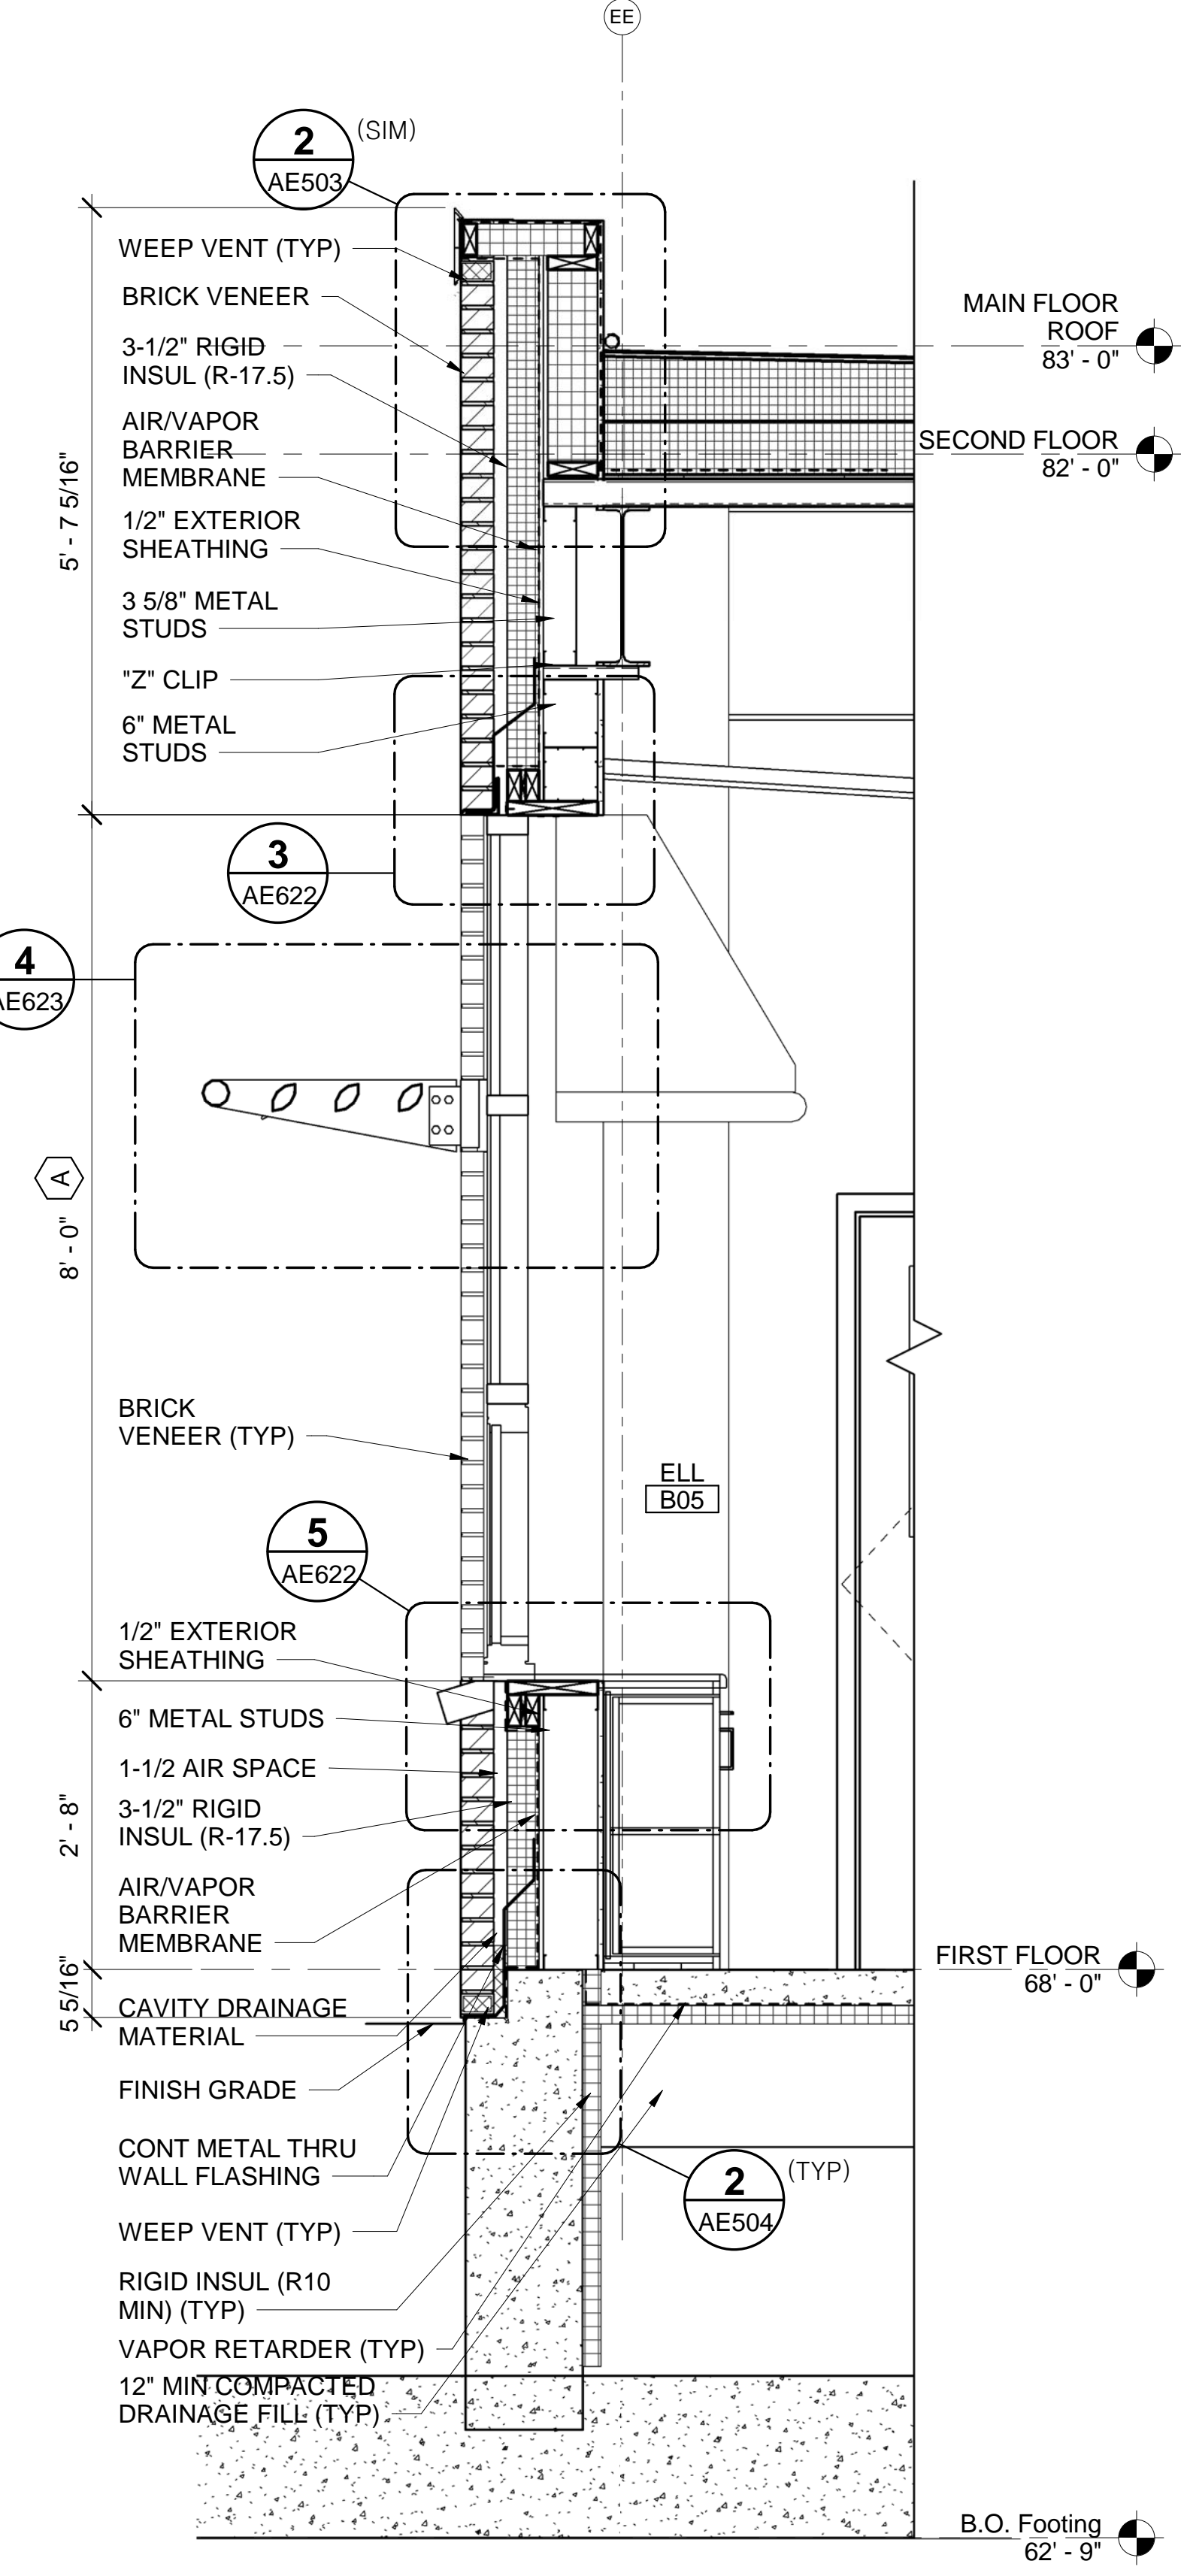 EE
2
(SIM)
AE503
WEEP VENT (TYP)
BRICK VENEER
3-1/2" RIGID
INSUL (R-17.5)
AIR/VAPOR
BARRIER
MEMBRANE
1/2" EXTERIOR
SHEATHING
3 5/8" METAL
STUDS
"Z" CLIP
6" METAL
STUDS
5' - 7 5/16"
MAIN FLOOR
ROOF
83' - 0"
SECOND FLOOR
82' - 0"
3
AE622
4
AE623
A
8' - 0"
BRICK
VENEER (TYP)
ELL
B05
5
AE622
1/2" EXTERIOR
SHEATHING
6" METAL STUDS
1-1/2 AIR SPACE
3-1/2" RIGID
INSUL (R-17.5)
AIR/VAPOR
BARRIER
MEMBRANE
2' - 8"
5 5/16"
FIRST FLOOR
68' - 0"
CAVITY DRAINAGE
MATERIAL
FINISH GRADE
CONT METAL THRU
WALL FLASHING
WEEP VENT (TYP)
RIGID INSUL (R10
MIN) (TYP)
VAPOR RETARDER (TYP)
12" MIN COMPACTED
DRAINAGE FILL (TYP)
2
(TYP)
AE504
B.O. Footing
62' - 9"